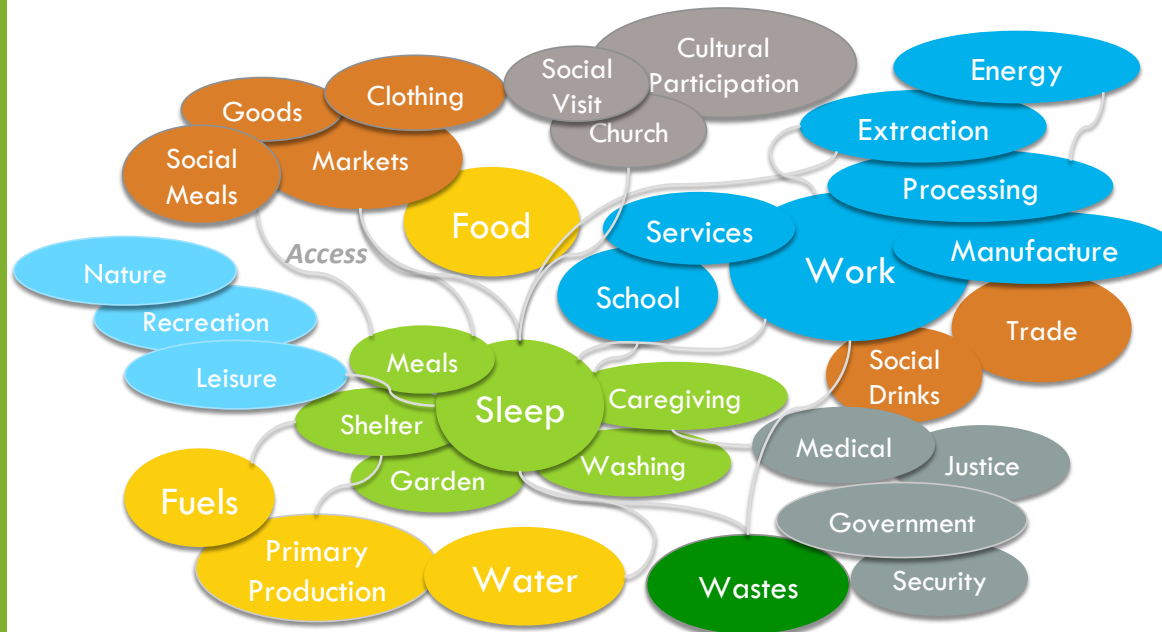 Cultural
Participation
Social
Visit
Church
Energy
Extraction
Processing
Manufacture
Work
Services
School
Goods
Clothing
Social
Meals
Markets
Food
Access
Nature
Recreation
Leisure
Meals
Sleep
Shelter
Garden
Caregiving
Washing
Trade
Social
Drinks
Medical
Justice
Government
Security
Fuels
Primary
Production
Water
Wastes